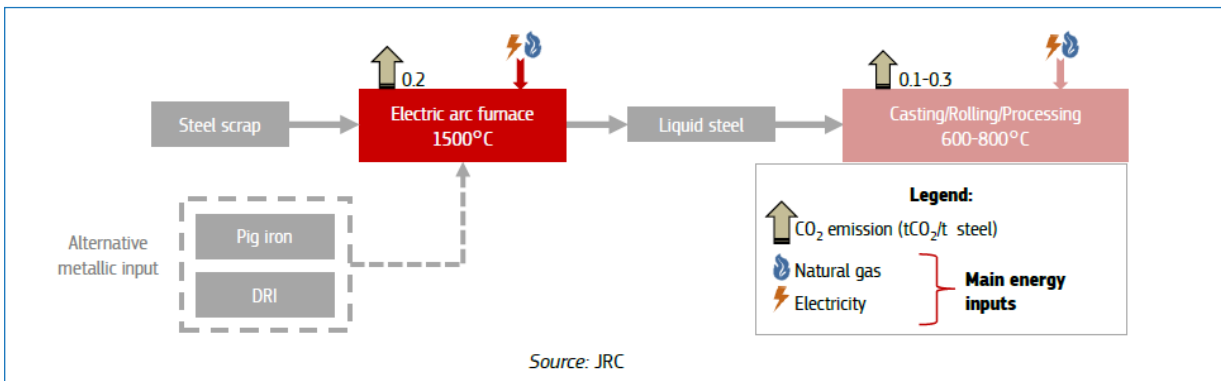 0.2
0.1-0.3
Steel scrap
Electric arc furnace
1500°C
Liquid steel
Casting/Rolling/Processing
600-800°C
Alternative
metallic input
Pig iron
DRI
Legend:
CO₂ emission (tCO₂/t steel)
Natural gas
Electricity
Main energy
inputs
Source: JRC